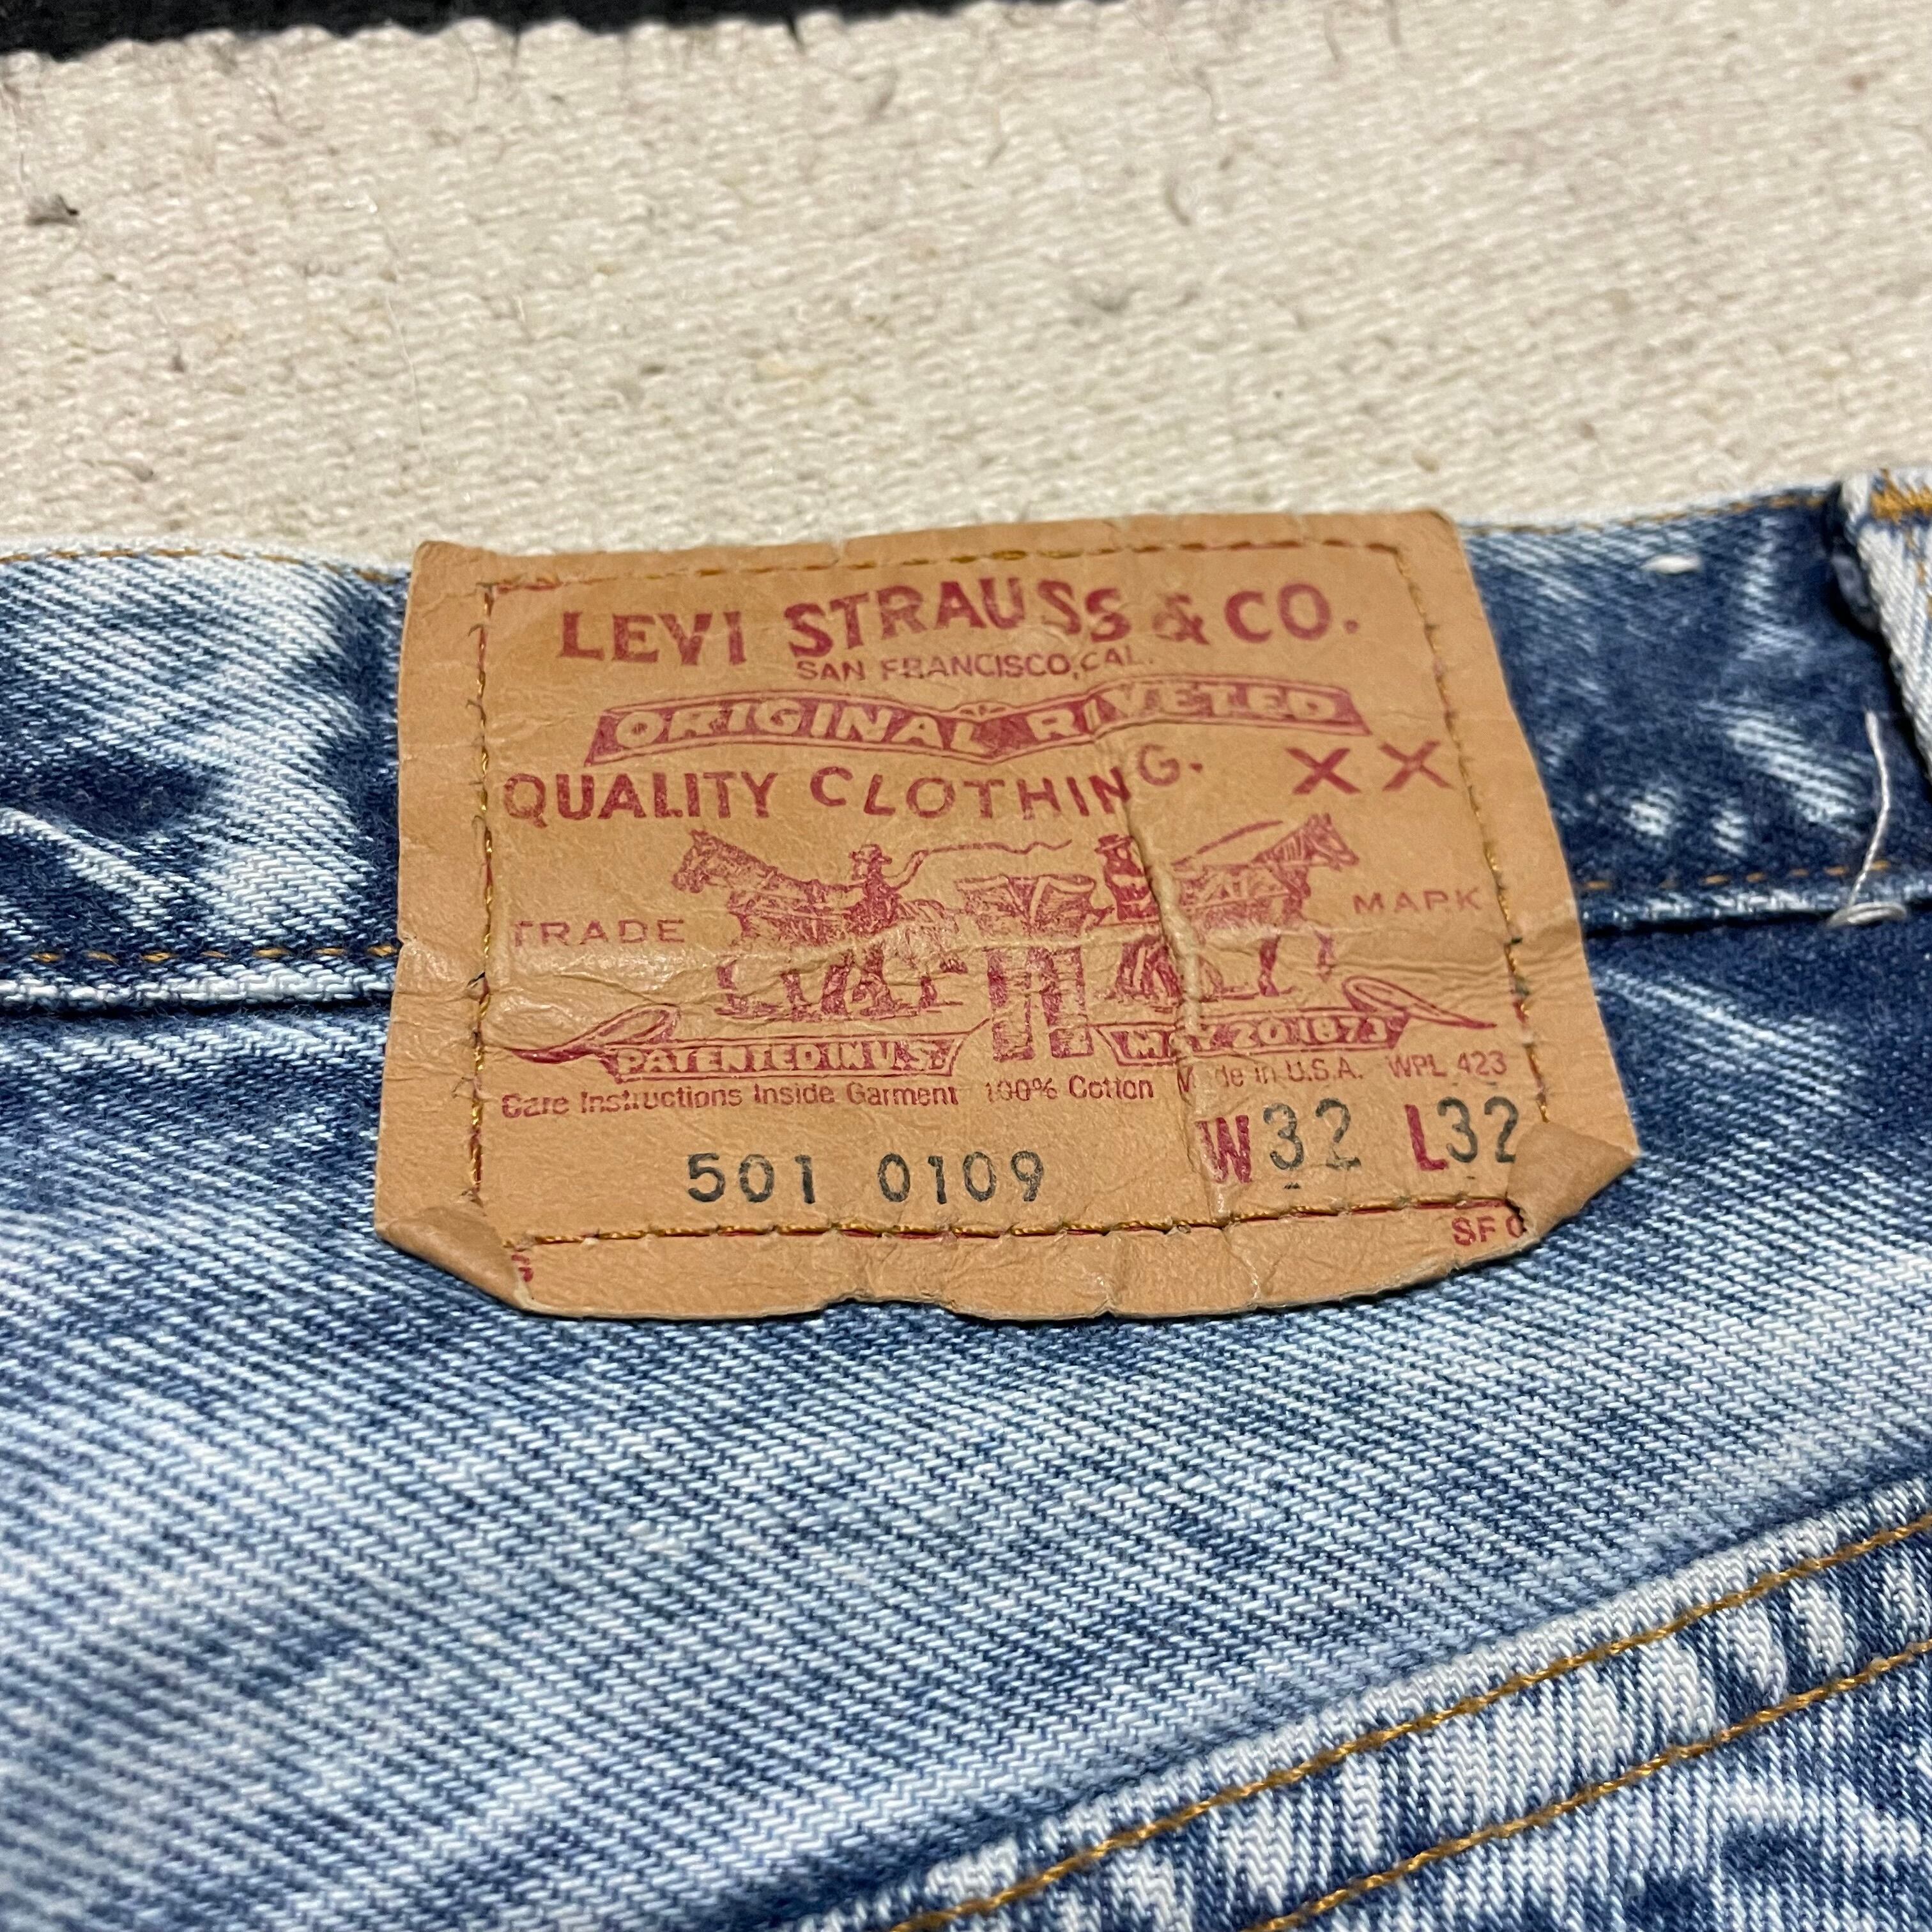 LEVI STRAUSS & CO.
SAN FRANCISCO, CAL.
ORIGINAL RIVETED
QUALITY CLOTHING. XX
TRADE MARK
PATENTED IN U.S. MAY 20 1873
Care Instructions Inside Garment 100% Cotton Made in U.S.A. WPL 423
501 0109 W32 L32
SF